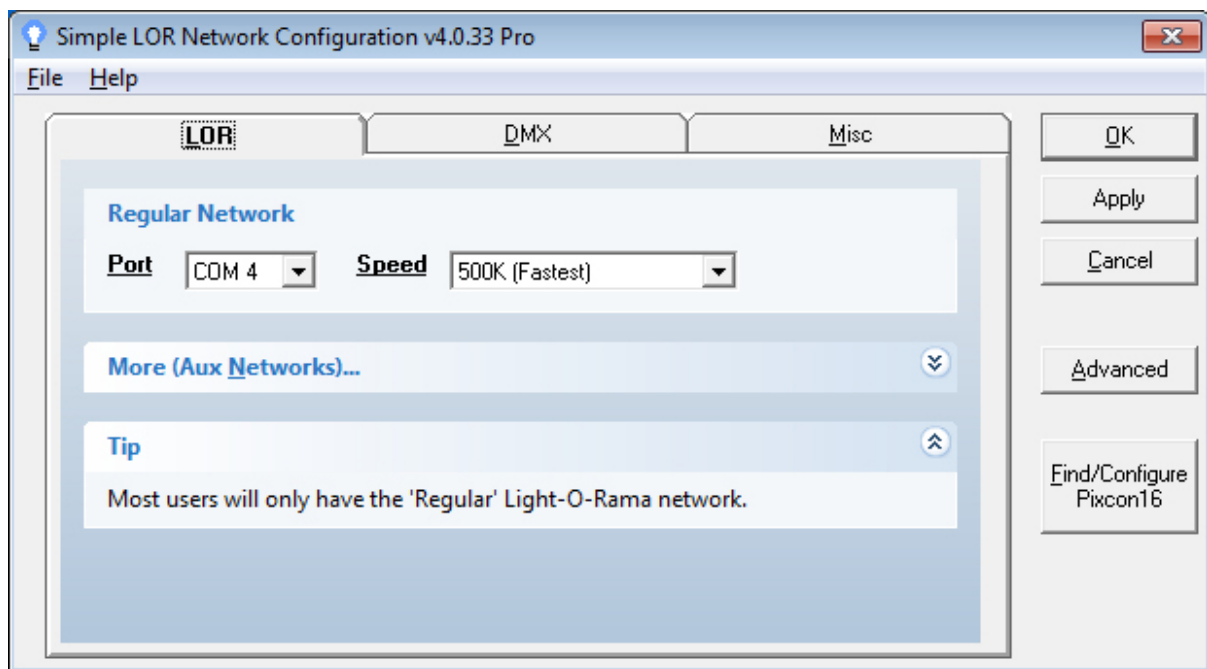 Simple LOR Network Configuration v4.0.33 Pro
File Help
LOR DMX Misc
OK
Regular Network
Apply
Port COM 4 Speed 500K (Fastest)
Cancel
More (Aux Networks)...
Advanced
Tip
Most users will only have the 'Regular' Light-O-Rama network.
Find/Configure
Pixcon16